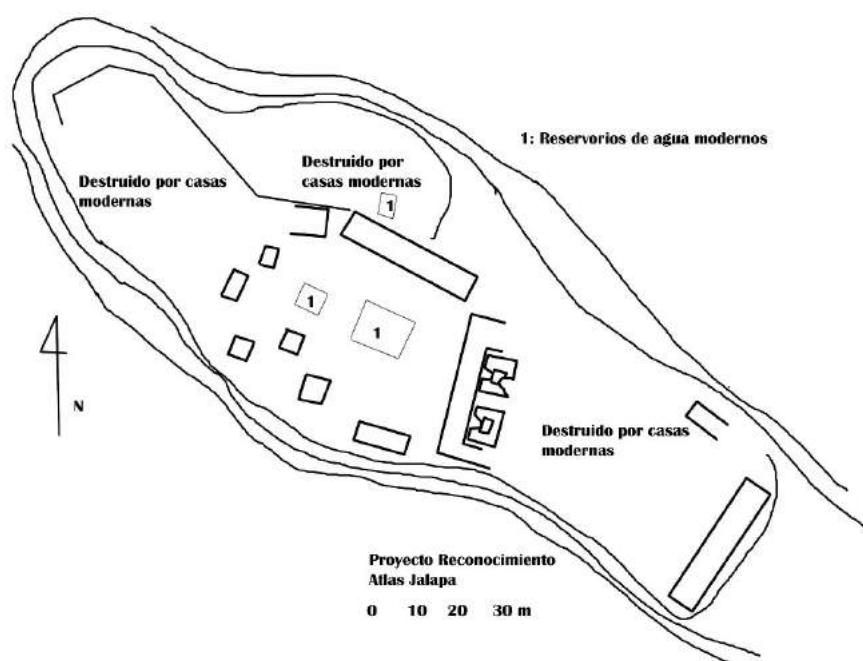 1: Reservorios de agua modernos
Destruido por
casas modernas
Destruido por casas
modernas
1
1
1
N
Destruido por casas
modernas
Proyecto Reconocimiento
Atlas Jalapa
0 10 20 30 m